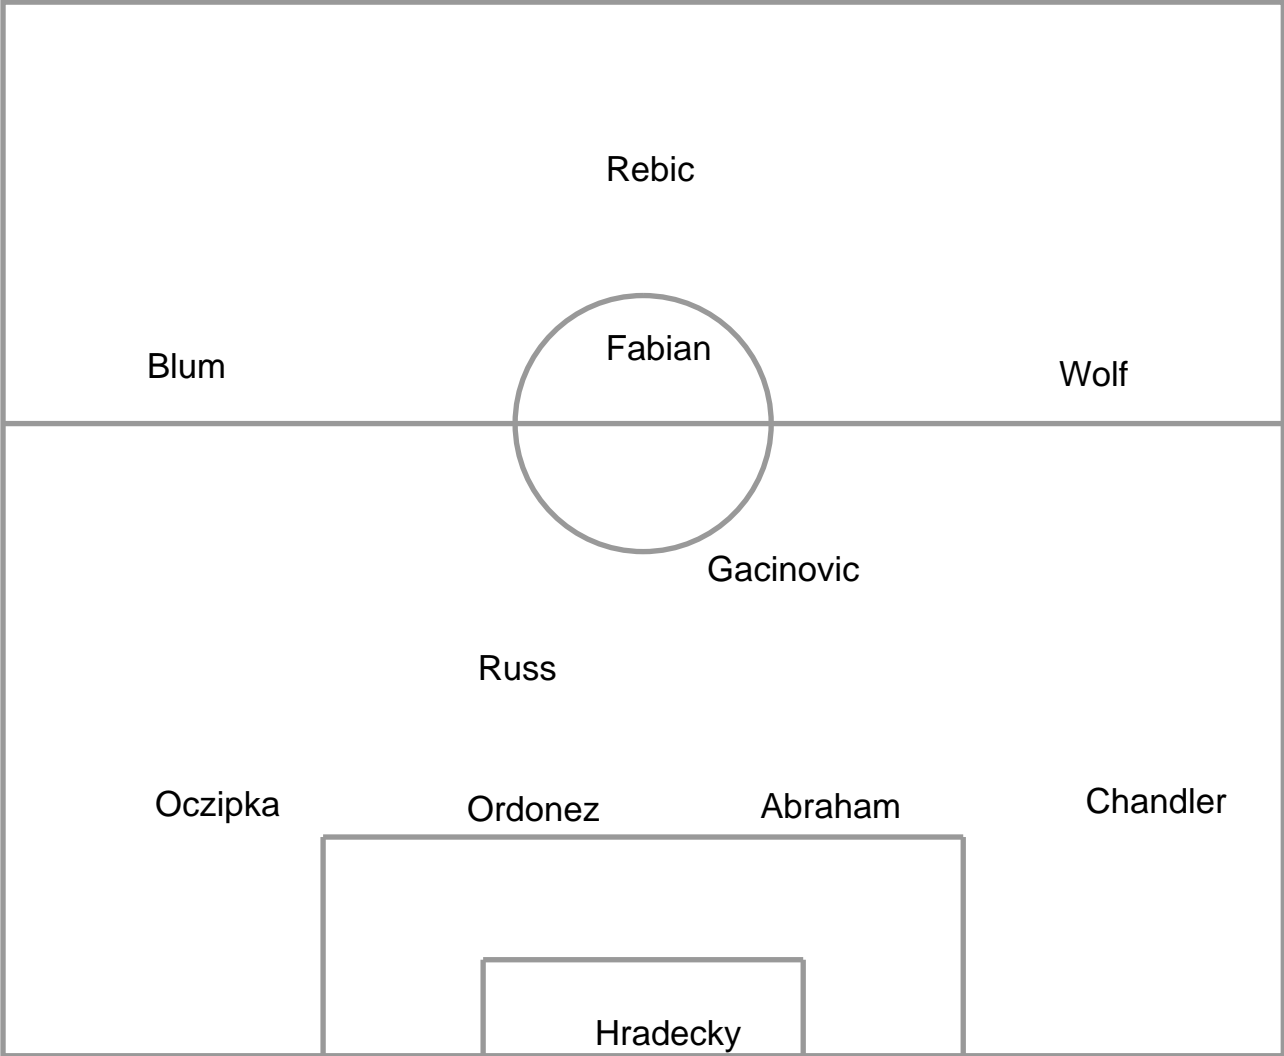 Rebic
Fabian
Blum
Wolf
Gacinovic
Russ
Oczipka
Ordonez
Abraham
Chandler
Hradecky